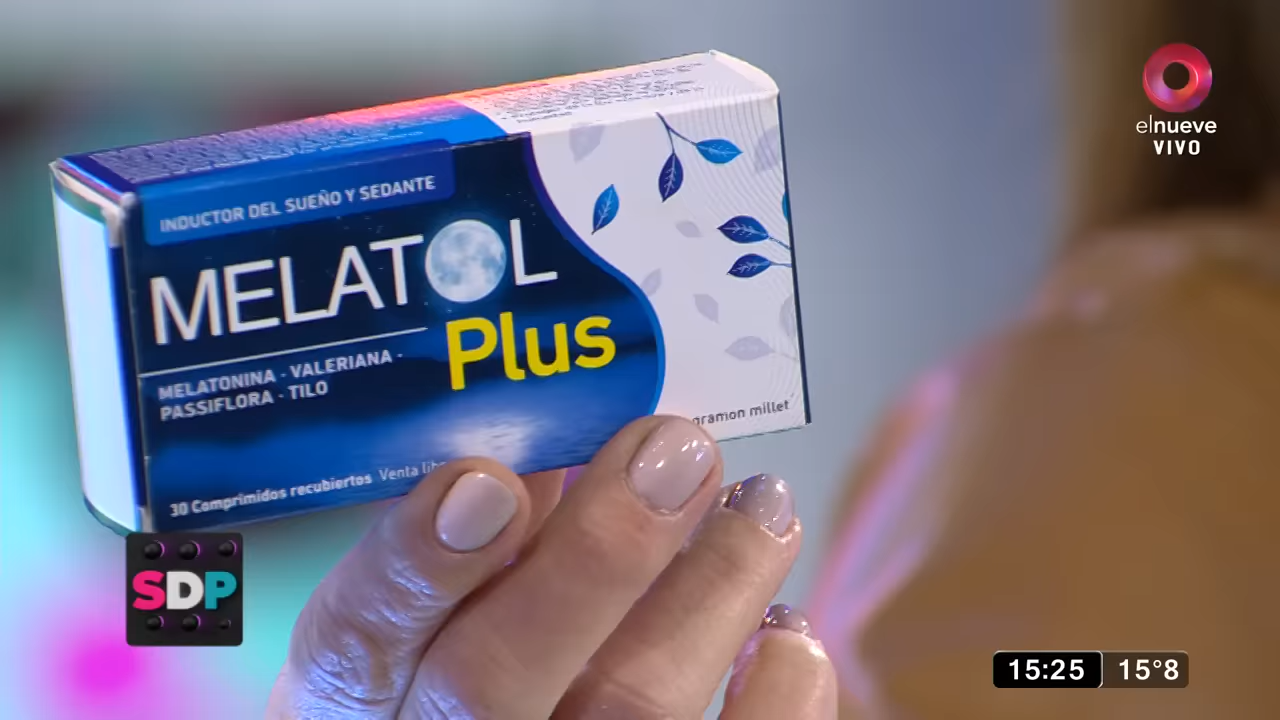 elnueve
VIVO
INDUCTOR DEL SUEÑO Y SEDANTE
MELATOL
Plus
MELATONINA - VALERIANA -
PASSIFLORA - TILO
30 Comprimidos recubiertos Venta
millet
SDP
15:25 15°8